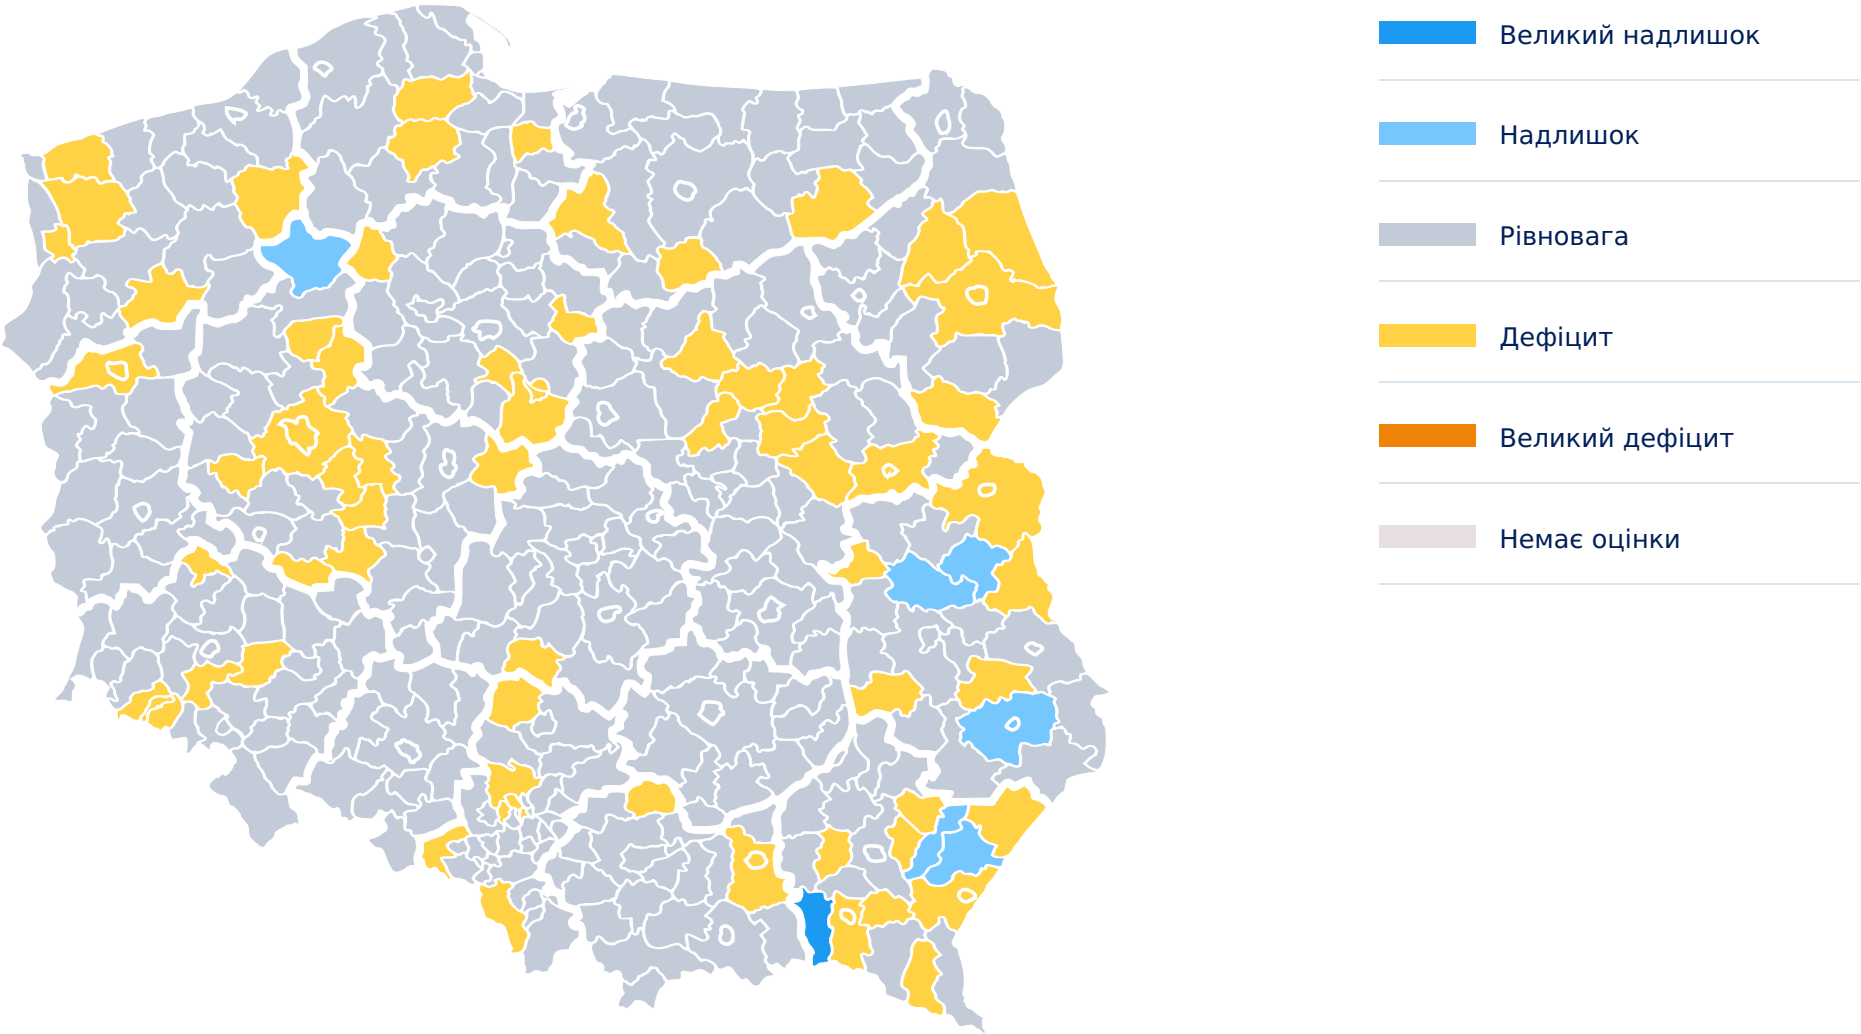 Великий надлишок
Надлишок
Рівновага
Дефіцит
Великий дефіцит
Немає оцінки